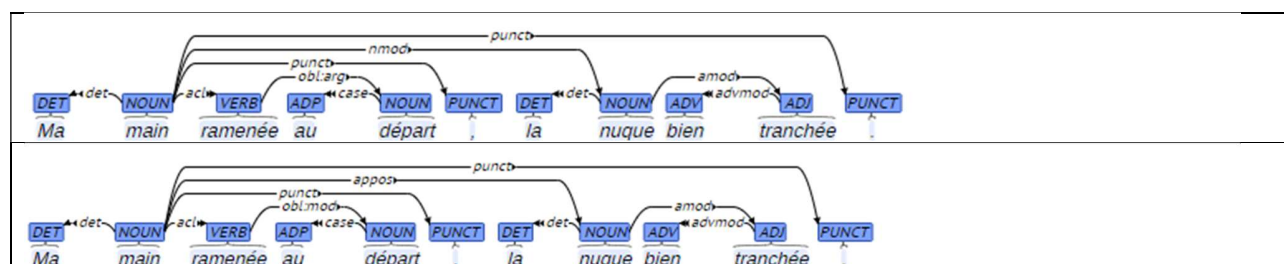 punct
nmod
punct
obl:arg
amod
det acl case det advmod
DET NOUN VERB ADP NOUN PUNCT DET NOUN ADV ADJ PUNCT
Ma main ramenée au départ , la nuque bien tranchée .
punct
appos
punct
obl:mod
amod
det acl case det advmod
DET NOUN VERB ADP NOUN PUNCT DET NOUN ADV ADJ PUNCT
Ma main ramenée au départ , la nuque bien tranchée .